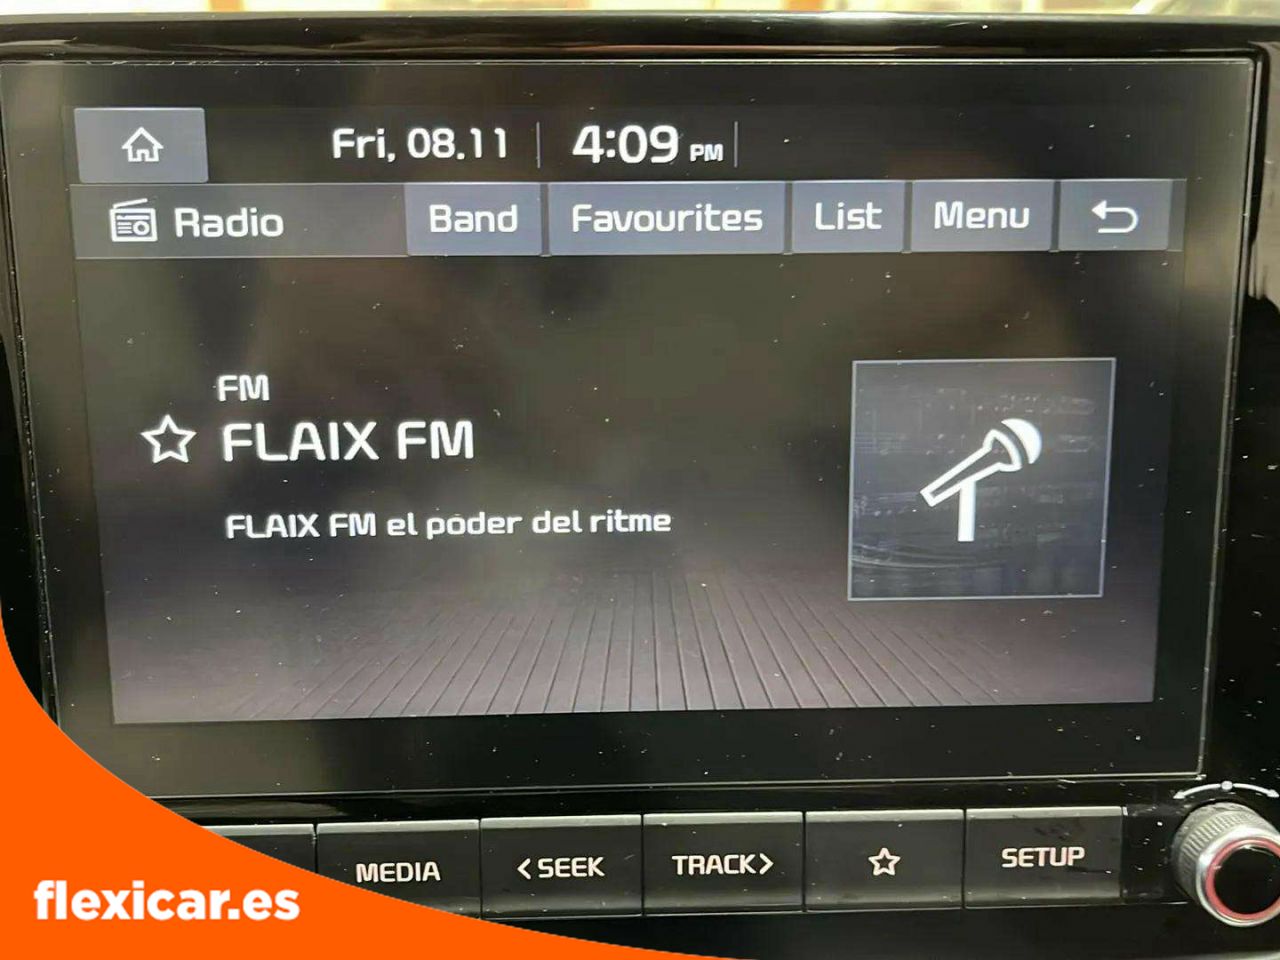 Fri, 08.11 4:09 PM
Radio Band Favourites List Menu
FM
FLAIX FM
FLAIX FM el poder del ritme
MEDIA <SEEK TRACK> SETUP
flexicar.es